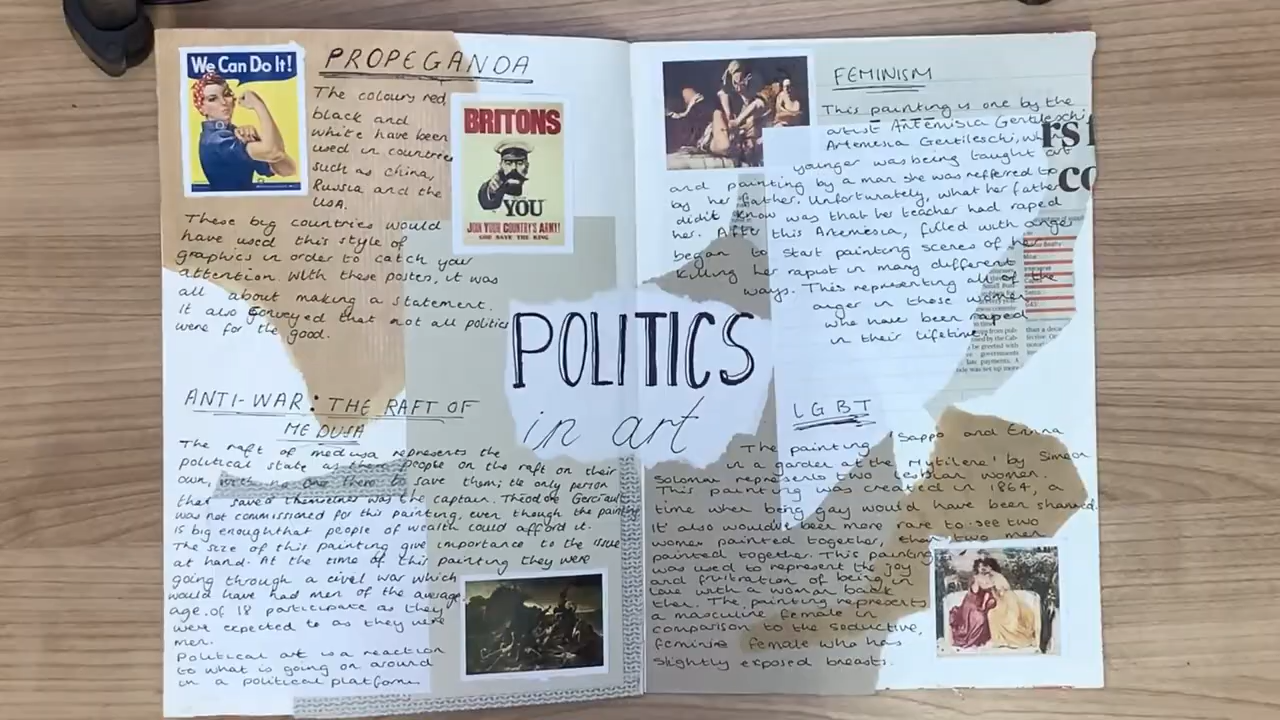 We Can Do It!
PROPEGANDA
The colours red,
black and
white have been
used in countries
such as china,
Russia and the
USA.
These big countries would
have used this style of
graphics in order to catch your
attention. With these postes, it was
all about making a statement.
It also conveyed that not all politics
were for the good.
BRITONS
YOU
JOIN YOUR COUNTRY'S ARMY!
GOD SAVE THE KING
ANTI-WAR: THE RAFT OF
MEDUSA
The raft of medusa represents the
political state as the people on the raft on their
own, with no one there to save them; the only person
that saved themselves was the captain. Théodore Gericault
was not commissioned for this painting, even though the painting
is big enough that people of wealth could afford it.
The size of this painting give importance to the issue
at hand. At the time of this painting they were
going through a civil war which
would have had men of the average
age of 18 participate as they
were expected to as they were
men.
Political art is a reaction
to what is going on around
in a political platform
POLITICS
in art
FEMINISM
This painting is one by the
artist Artemisia Gentileschi.
Artemisia Gentileschi, when
younger was being taught art
and painting by a man she was reffered to
by her father. Unfortunately, what her father
didn't know was that her teacher had raped
her. After this Artemesia, filled with anger
began to start painting scenes of her
killing her rapist in many different
ways. This representing all of the
anger in these women
who have been raped
in their lifetime.
LGBT
The painting 'Sappo and Erinna
in a garden at the Mytilene' by Simeon
Solomon represents two lesbian women.
This painting was created in 1864, a
time when being gay would have been shamed.
It also would've been more rare to see two
women painted together, than two men
painted together. This painting
was used to represent the joy
and fruitration of being in
love with a woman back
then. The painting represents
a masculine female in
comparison to the seductive,
feminine female who has
slightly exposed breasts.
rs f
co